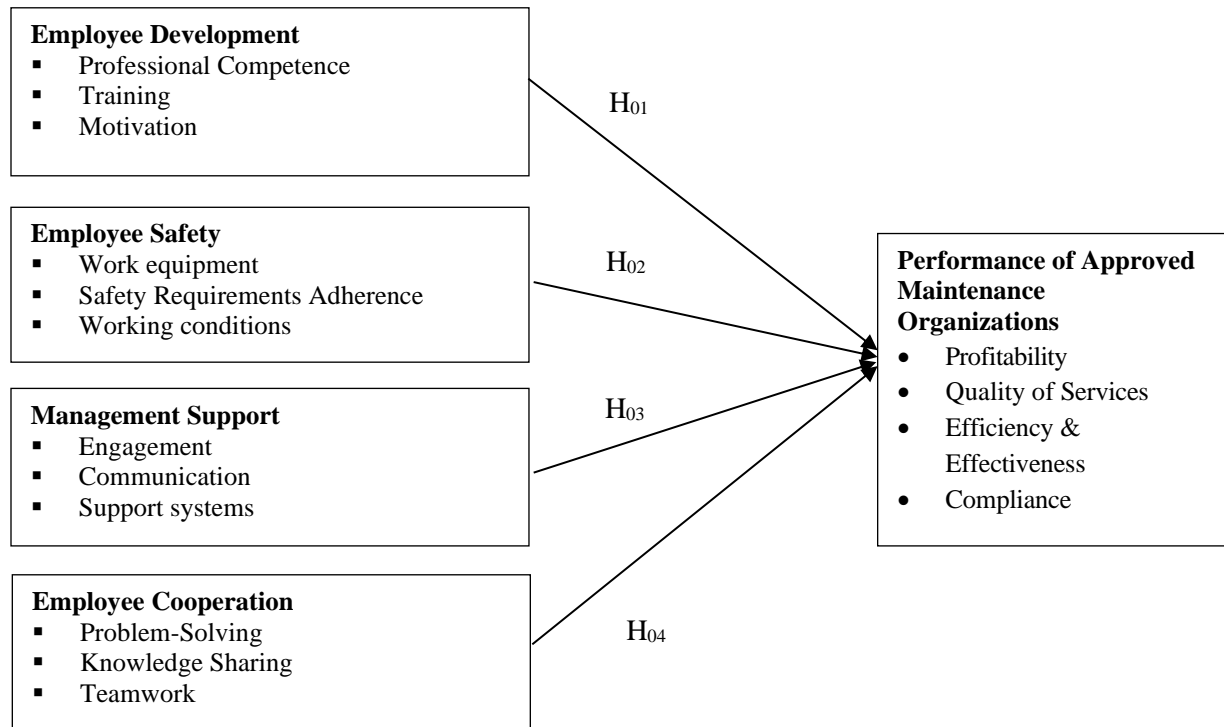 Employee Development
▪ Professional Competence
▪ Training
▪ Motivation
H01
Employee Safety
▪ Work equipment
▪ Safety Requirements Adherence
▪ Working conditions
H02
Management Support
▪ Engagement
▪ Communication
▪ Support systems
H03
Employee Cooperation
▪ Problem-Solving
▪ Knowledge Sharing
▪ Teamwork
H04
Performance of Approved
Maintenance
Organizations
• Profitability
• Quality of Services
• Efficiency &
Effectiveness
• Compliance